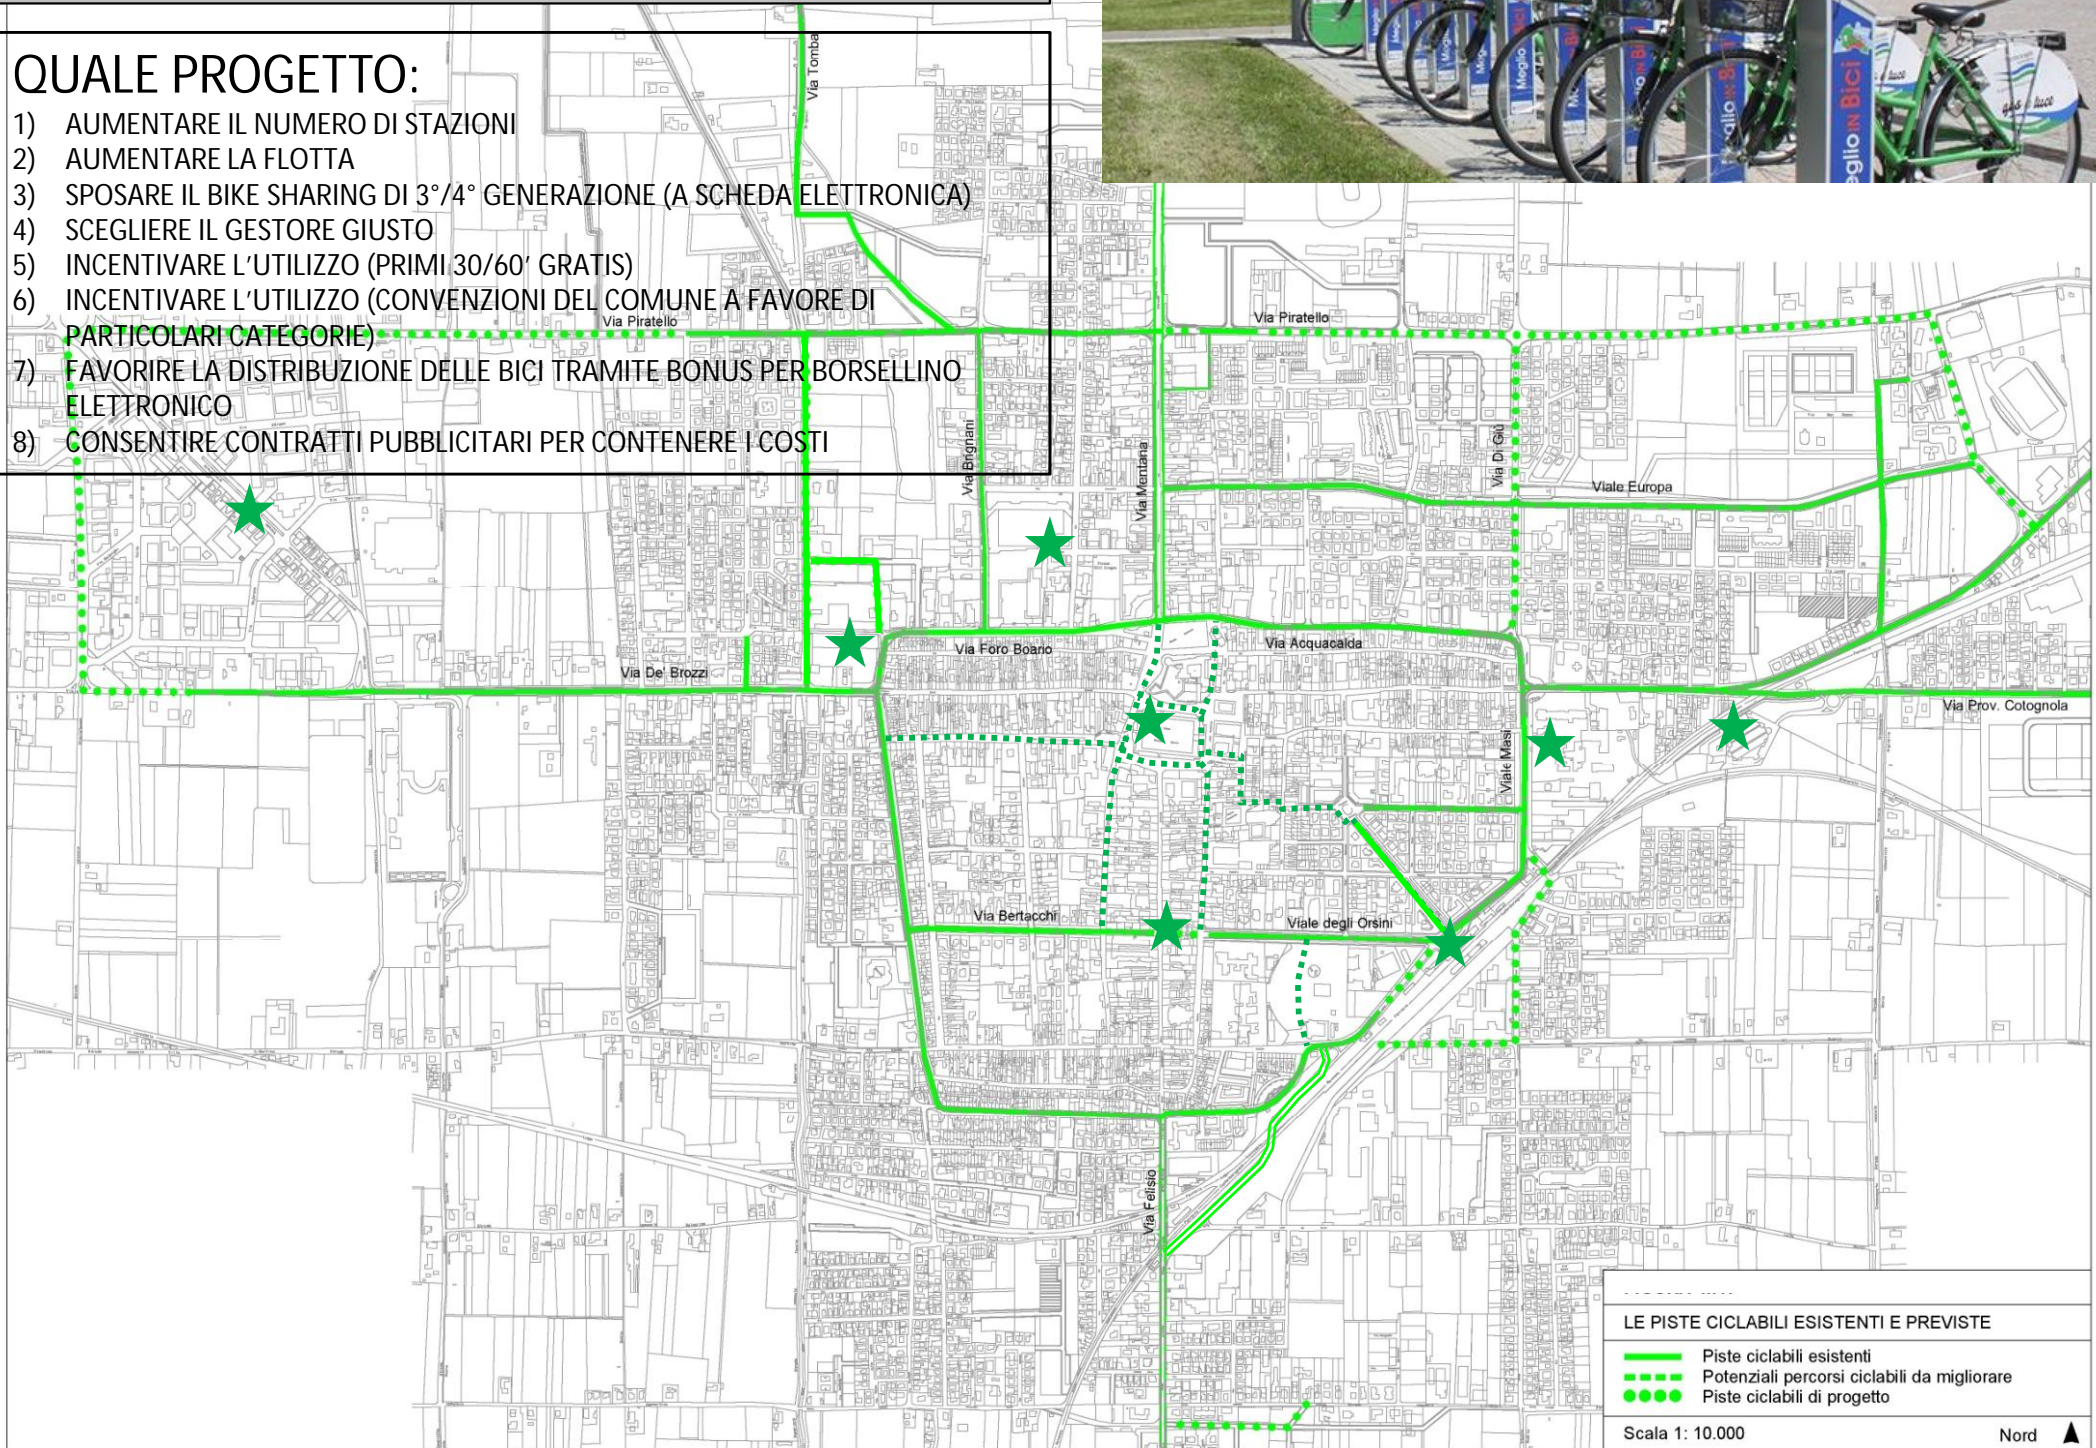 QUALE PROGETTO:
1) AUMENTARE IL NUMERO DI STAZIONI
2) AUMENTARE LA FLOTTA
3) SPOSARE IL BIKE SHARING DI 3°/4° GENERAZIONE (A SCHEDA ELETTRONICA)
4) SCEGLIERE IL GESTORE GIUSTO
5) INCENTIVARE L'UTILIZZO (PRIMI 30/60' GRATIS)
6) INCENTIVARE L'UTILIZZO (CONVENZIONI DEL COMUNE A FAVORE DI
PARTICOLARI CATEGORIE)
7) FAVORIRE LA DISTRIBUZIONE DELLE BICI TRAMITE BONUS PER BORSELLINO
ELETTRONICO
8) CONSENTIRE CONTRATTI PUBBLICITARI PER CONTENERE I COSTI
Meglio IN Bici
Via Tomba
Via Piratello
Via Piratello
Via Brignani
Via Mentana
Via Di Giù
Viale Europa
Via Foro Boario
Via Acquacalda
Via De' Brozzi
Via Prov. Cotognola
Viale Masi
Via Bertacchi
Viale degli Orsini
Via Felisio
LE PISTE CICLABILI ESISTENTI E PREVISTE
Piste ciclabili esistenti
Potenziali percorsi ciclabili da migliorare
Piste ciclabili di progetto
Scala 1: 10.000
Nord